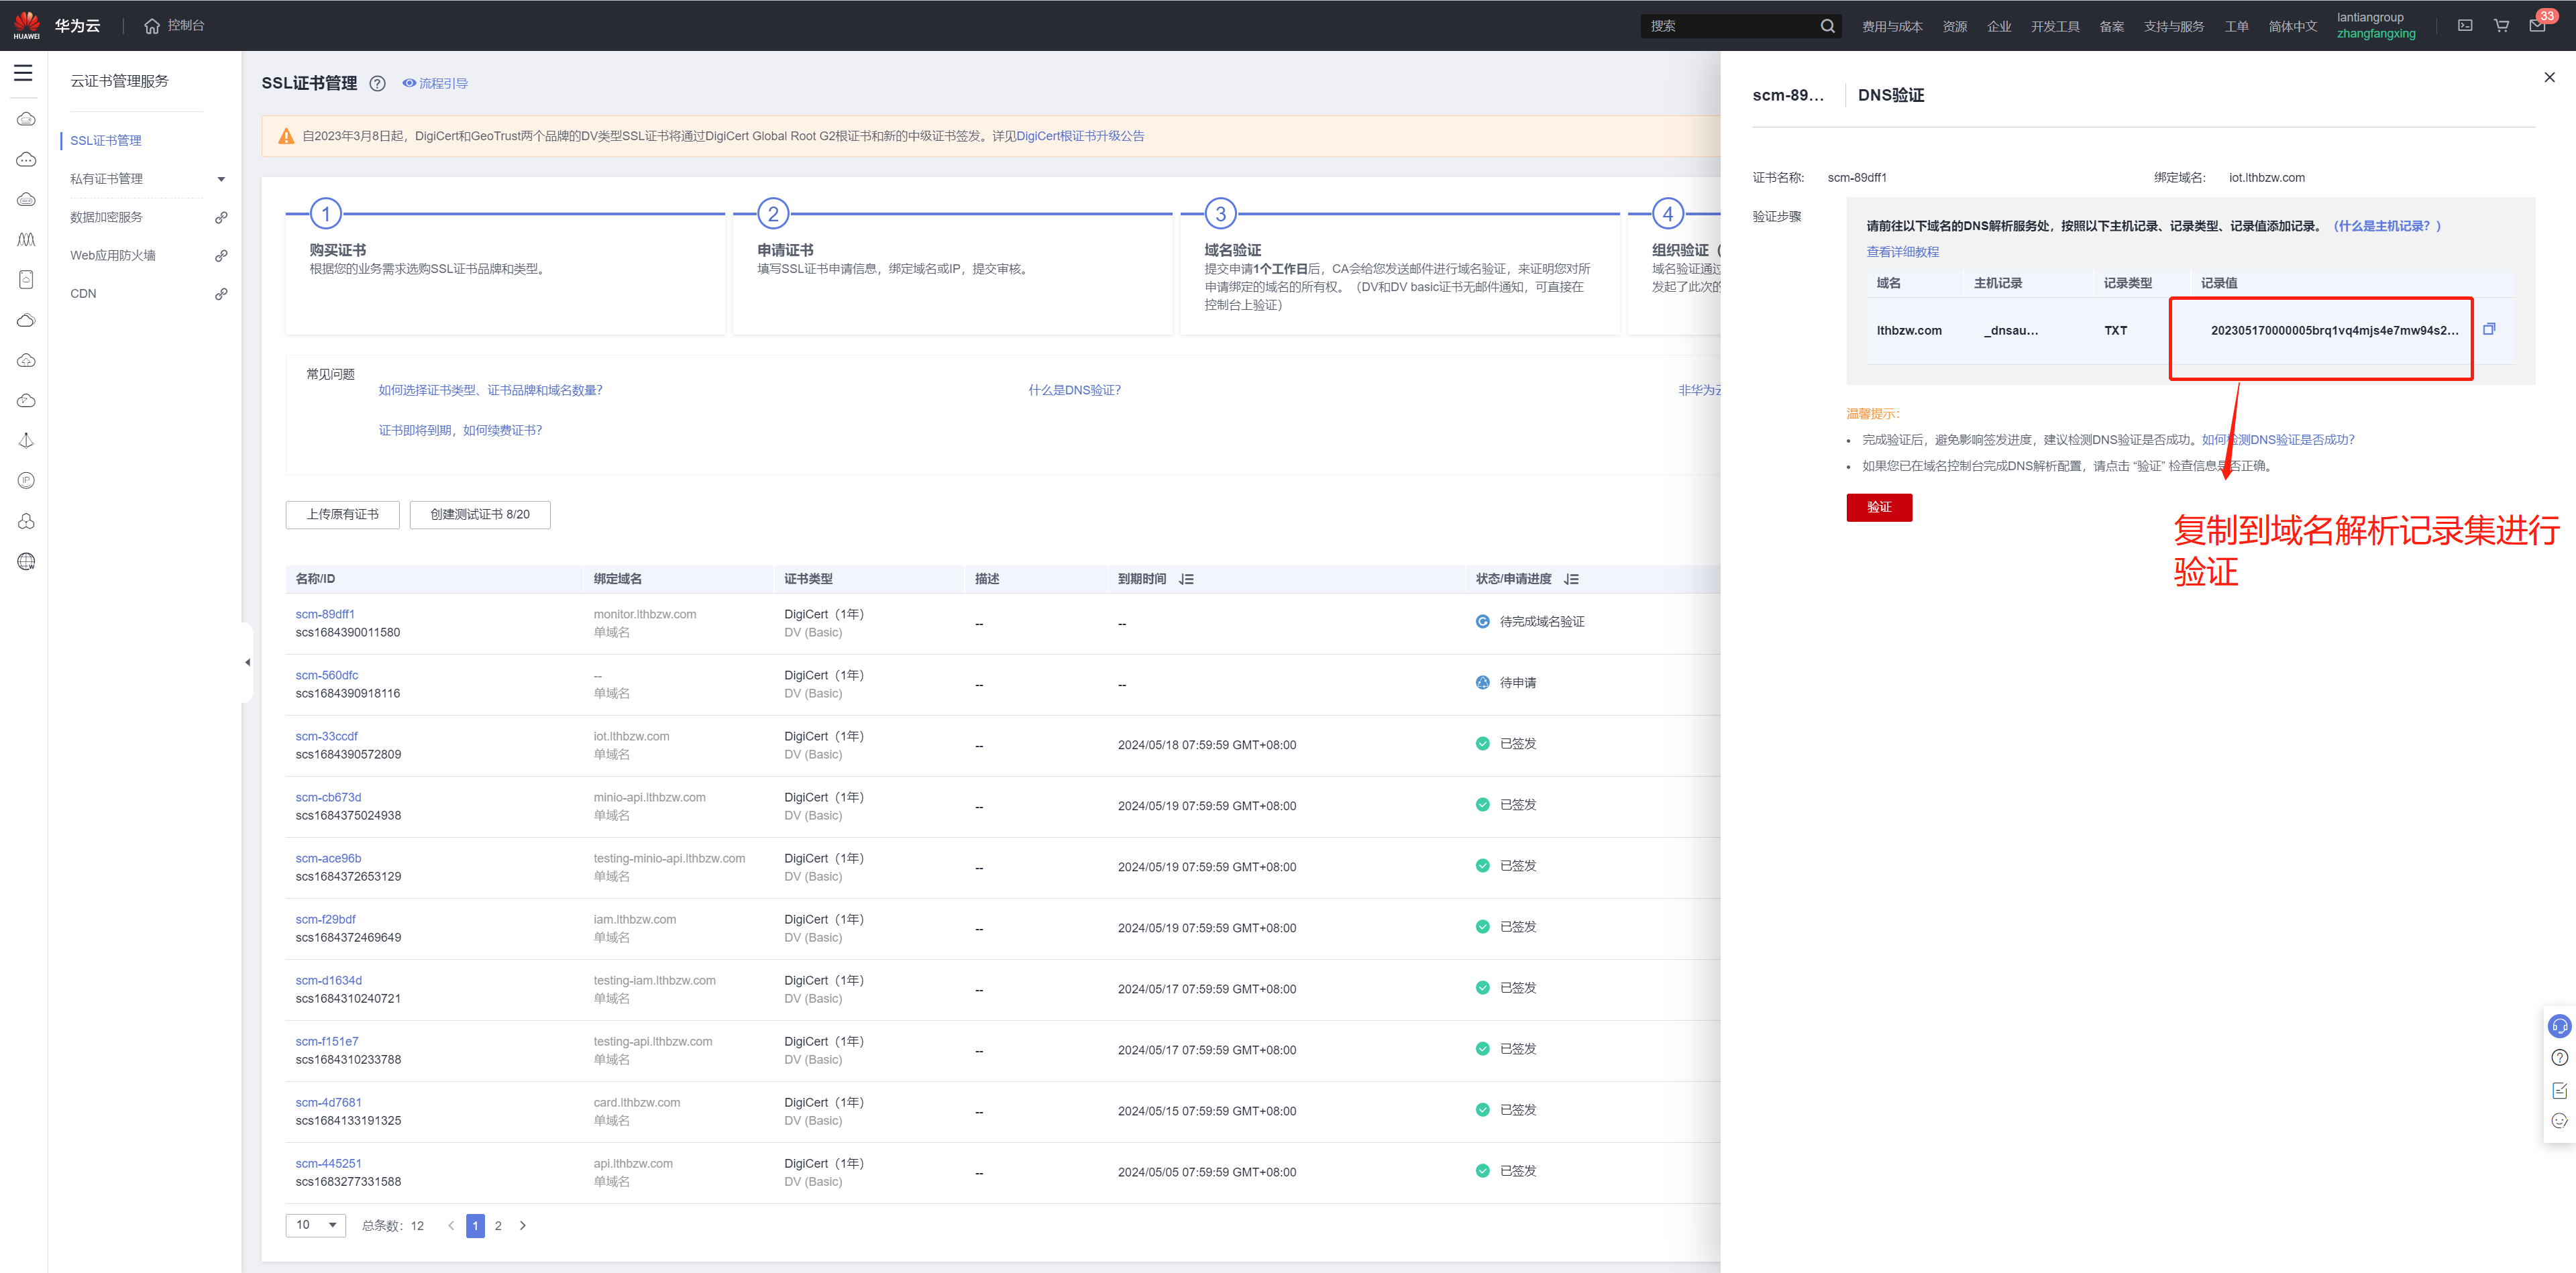 HUAWEI
华为云
控制台
搜索
费用与成本
资源
企业
开发工具
备案
支持与服务
工单
简体中文
lantiangroup
zhangfangxing
33
云证书管理服务
SSL证书管理
私有证书管理
数据加密服务
Web应用防火墙
CDN
SSL证书管理
流程引导
自2023年3月8日起，DigiCert和GeoTrust两个品牌的DV类型SSL证书将通过DigiCert Global Root G2根证书和新的中级证书签发。详见DigiCert根证书升级公告
1
购买证书
根据您的业务需求选购SSL证书品牌和类型。
2
申请证书
填写SSL证书申请信息，绑定域名或IP，提交审核。
3
域名验证
提交申请1个工作日后，CA会给您发送邮件进行域名验证，来证明您对所
申请绑定的域名的所有权。（DV和DV basic证书无邮件通知，可直接在
控制台上验证）
4
组织验证（
域名验证通过
发起了此次的
常见问题
如何选择证书类型、证书品牌和域名数量?
什么是DNS验证?
非华为云
证书即将到期，如何续费证书?
上传原有证书
创建测试证书 8/20
名称/ID 绑定域名 证书类型 描述 到期时间 状态/申请进度
scm-89dff1 monitor.lthbzw.com DigiCert（1年） -- -- 待完成域名验证
scs1684390011580 单域名 DV (Basic)
scm-560dfc -- DigiCert（1年） -- -- 待申请
scs1684390918116 单域名 DV (Basic)
scm-33ccdf iot.lthbzw.com DigiCert（1年） -- 2024/05/18 07:59:59 GMT+08:00 已签发
scs1684390572809 单域名 DV (Basic)
scm-cb673d minio-api.lthbzw.com DigiCert（1年） -- 2024/05/19 07:59:59 GMT+08:00 已签发
scs1684375024938 单域名 DV (Basic)
scm-ace96b testing-minio-api.lthbzw.com DigiCert（1年） -- 2024/05/19 07:59:59 GMT+08:00 已签发
scs1684372653129 单域名 DV (Basic)
scm-f29bdf iam.lthbzw.com DigiCert（1年） -- 2024/05/19 07:59:59 GMT+08:00 已签发
scs1684372469649 单域名 DV (Basic)
scm-d1634d testing-iam.lthbzw.com DigiCert（1年） -- 2024/05/17 07:59:59 GMT+08:00 已签发
scs1684310240721 单域名 DV (Basic)
scm-f151e7 testing-api.lthbzw.com DigiCert（1年） -- 2024/05/17 07:59:59 GMT+08:00 已签发
scs1684310233788 单域名 DV (Basic)
scm-4d7681 card.lthbzw.com DigiCert（1年） -- 2024/05/15 07:59:59 GMT+08:00 已签发
scs1684133191325 单域名 DV (Basic)
scm-445251 api.lthbzw.com DigiCert（1年） -- 2024/05/05 07:59:59 GMT+08:00 已签发
scs1683277331588 单域名 DV (Basic)
10 总条数：12 1 2
scm-89... DNS验证
证书名称: scm-89dff1 绑定域名: iot.lthbzw.com
验证步骤
请前往以下域名的DNS解析服务处，按照以下主机记录、记录类型、记录值添加记录。（什么是主机记录？）
查看详细教程
域名 主机记录 记录类型 记录值
lthbzw.com _dnsau... TXT 202305170000005brq1vq4mjs4e7mw94s2...
温馨提示:
完成验证后，避免影响签发进度，建议检测DNS验证是否成功。如何检测DNS验证是否成功?
如果您已在域名控制台完成DNS解析配置，请点击 “验证” 检查信息是否正确。
验证
复制到域名解析记录集进行
验证
IP